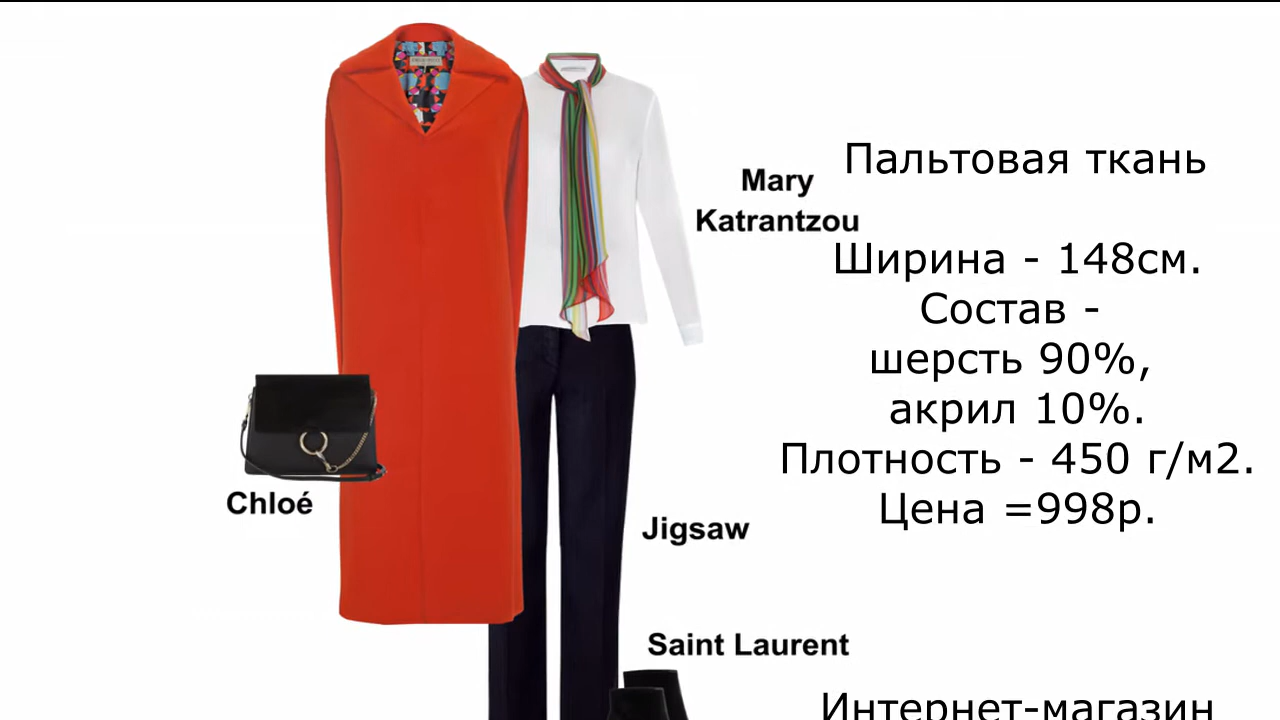 Пальтовая ткань
Mary
Katrantzou
Ширина - 148см.
Состав -
шерсть 90%,
акрил 10%.
Плотность - 450 г/м2.
Цена =998р.
Chloé
Jigsaw
Saint Laurent
Интернет-магазин